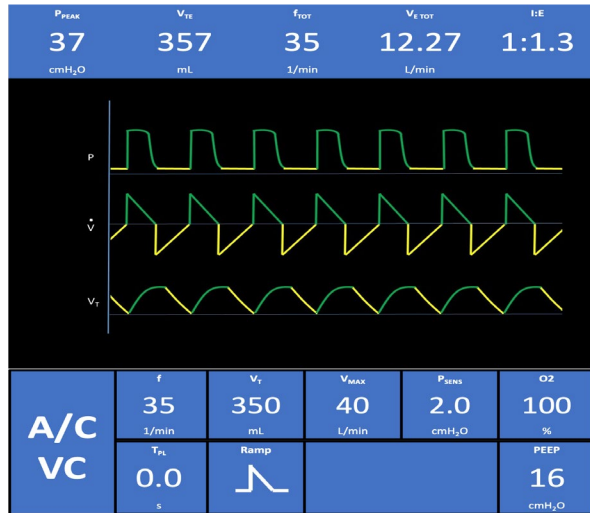 PPEAK VTE fTOT VE TOT I:E
37 357 35 12.27 1:1.3
cmH2O mL 1/min L/min
P
V̇
VT
A/C
VC
f VT VMAX PSENS O2
35 350 40 2.0 100
1/min mL L/min cmH2O %
TPL Ramp PEEP
0.0 16
s cmH2O